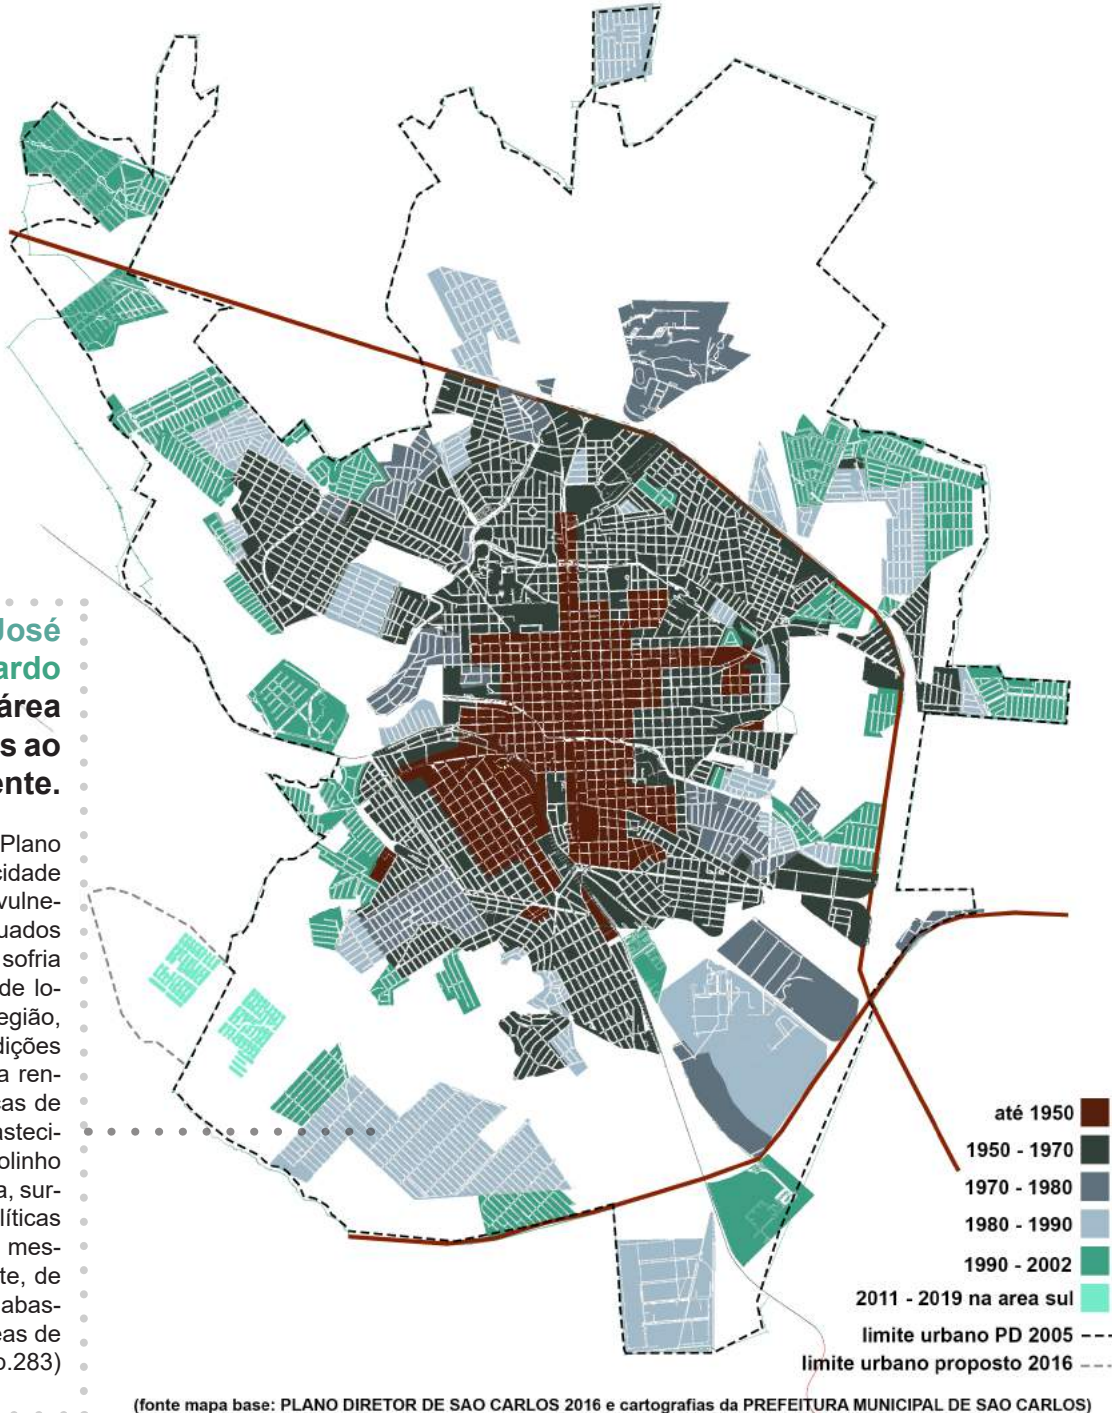 José
ardo
área
s ao
ente.
Plano
cidade
vulne-
uados
sofria
de lo-
egião,
dições
a ren-
as de
asteci-
olinho
a, sur-
líticas
mes-
te, de
abas-
eas de
p.283)
até 1950
1950 - 1970
1970 - 1980
1980 - 1990
1990 - 2002
2011 - 2019 na area sul
limite urbano PD 2005
limite urbano proposto 2016
(fonte mapa base: PLANO DIRETOR DE SAO CARLOS 2016 e cartografias da PREFEITURA MUNICIPAL DE SAO CARLOS)